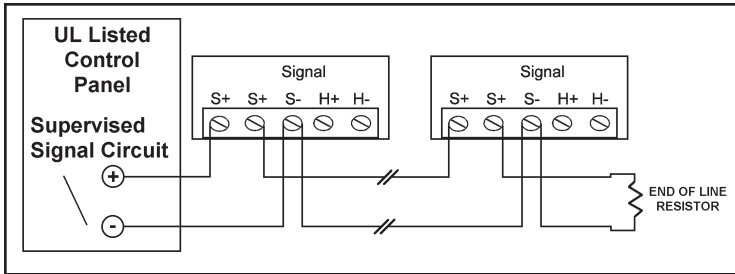 UL Listed
Control
Panel
Supervised
Signal Circuit
+
-
Signal
S+ S+ S- H+ H-
Signal
S+ S+ S- H+ H-
END OF LINE
RESISTOR